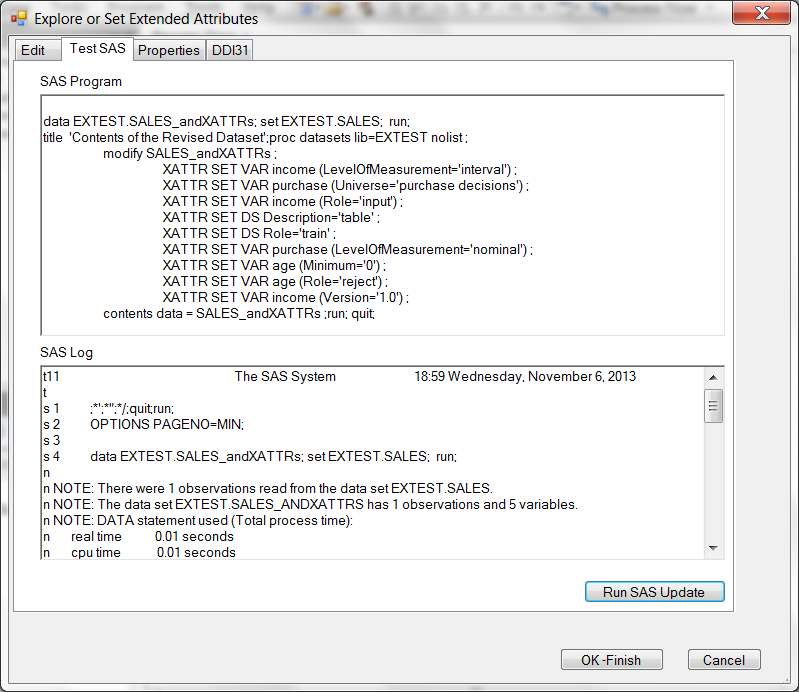 Explore or Set Extended Attributes
Edit Test SAS Properties DDI31
SAS Program
data EXTEST.SALES_andXATTRs; set EXTEST.SALES;  run;
title  'Contents of the Revised Dataset';proc datasets lib=EXTEST nolist ;
modify SALES_andXATTRs ;
XATTR SET VAR income (LevelOfMeasurement='interval') ;
XATTR SET VAR purchase (Universe='purchase decisions') ;
XATTR SET VAR income (Role='input') ;
XATTR SET DS Description='table' ;
XATTR SET DS Role='train' ;
XATTR SET VAR purchase (LevelOfMeasurement='nominal') ;
XATTR SET VAR age (Minimum='0') ;
XATTR SET VAR age (Role='reject') ;
XATTR SET VAR income (Version='1.0') ;
contents data = SALES_andXATTRs ;run; quit;
SAS Log
t11 The SAS System 18:59 Wednesday, November 6, 2013
t
s 1 ;*';*";*/;quit;run;
s 2 OPTIONS PAGENO=MIN;
s 3
s 4 data EXTEST.SALES_andXATTRs; set EXTEST.SALES;  run;
n
n NOTE: There were 1 observations read from the data set EXTEST.SALES.
n NOTE: The data set EXTEST.SALES_ANDXATTRS has 1 observations and 5 variables.
n NOTE: DATA statement used (Total process time):
n real time 0.01 seconds
n cpu time 0.01 seconds
Run SAS Update
OK -Finish Cancel